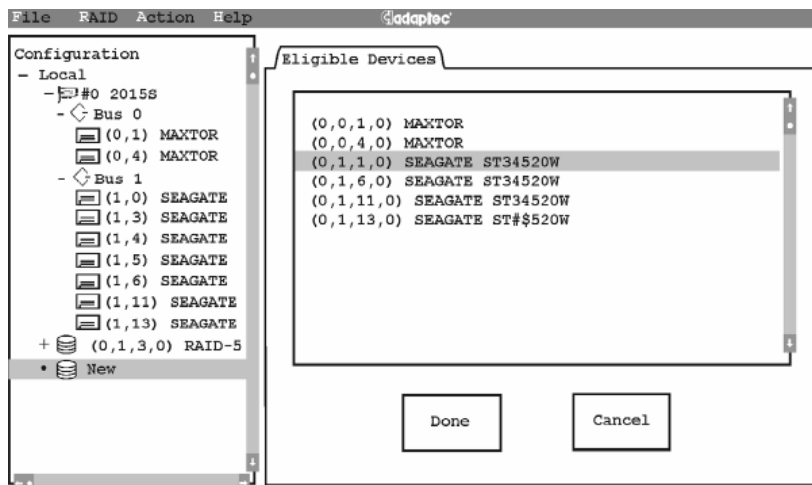 File RAID Action Help
adaptec
Configuration
– Local
–#0 2015S
- Bus 0
(0,1) MAXTOR
(0,4) MAXTOR
- Bus 1
(1,0) SEAGATE
(1,3) SEAGATE
(1,4) SEAGATE
(1,5) SEAGATE
(1,6) SEAGATE
(1,11) SEAGATE
(1,13) SEAGATE
+ (0,1,3,0) RAID-5
• New
Eligible Devices
(0,0,1,0) MAXTOR
(0,0,4,0) MAXTOR
(0,1,1,0) SEAGATE ST34520W
(0,1,6,0) SEAGATE ST34520W
(0,1,11,0) SEAGATE ST34520W
(0,1,13,0) SEAGATE ST#$520W
Done
Cancel